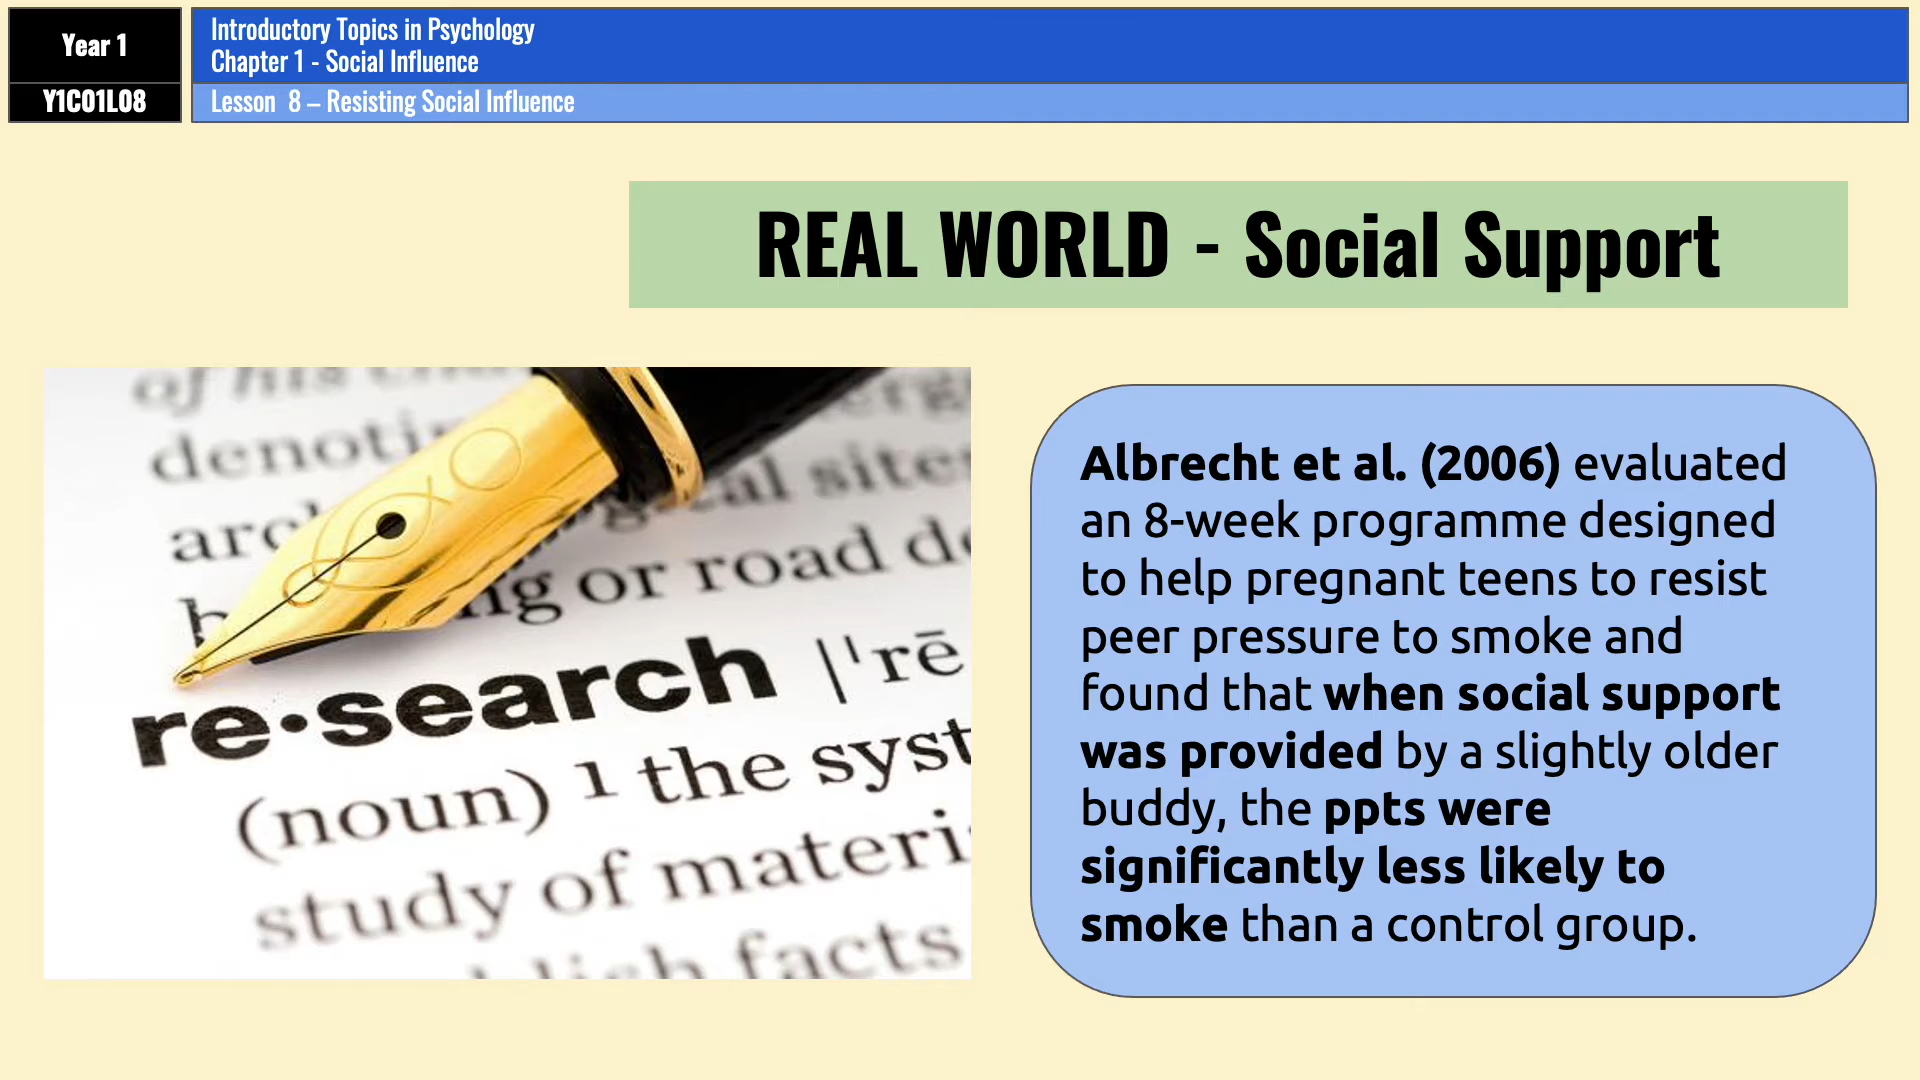 Year 1
Introductory Topics in Psychology
Chapter 1 - Social Influence
Y1C01L08
Lesson 8 – Resisting Social Influence
REAL WORLD - Social Support
of his
denoti
al site
or road d
re·search |ˈrē
(noun) 1 the syst
study of materi
facts
Albrecht et al. (2006) evaluated
an 8-week programme designed
to help pregnant teens to resist
peer pressure to smoke and
found that when social support
was provided by a slightly older
buddy, the ppts were
significantly less likely to
smoke than a control group.